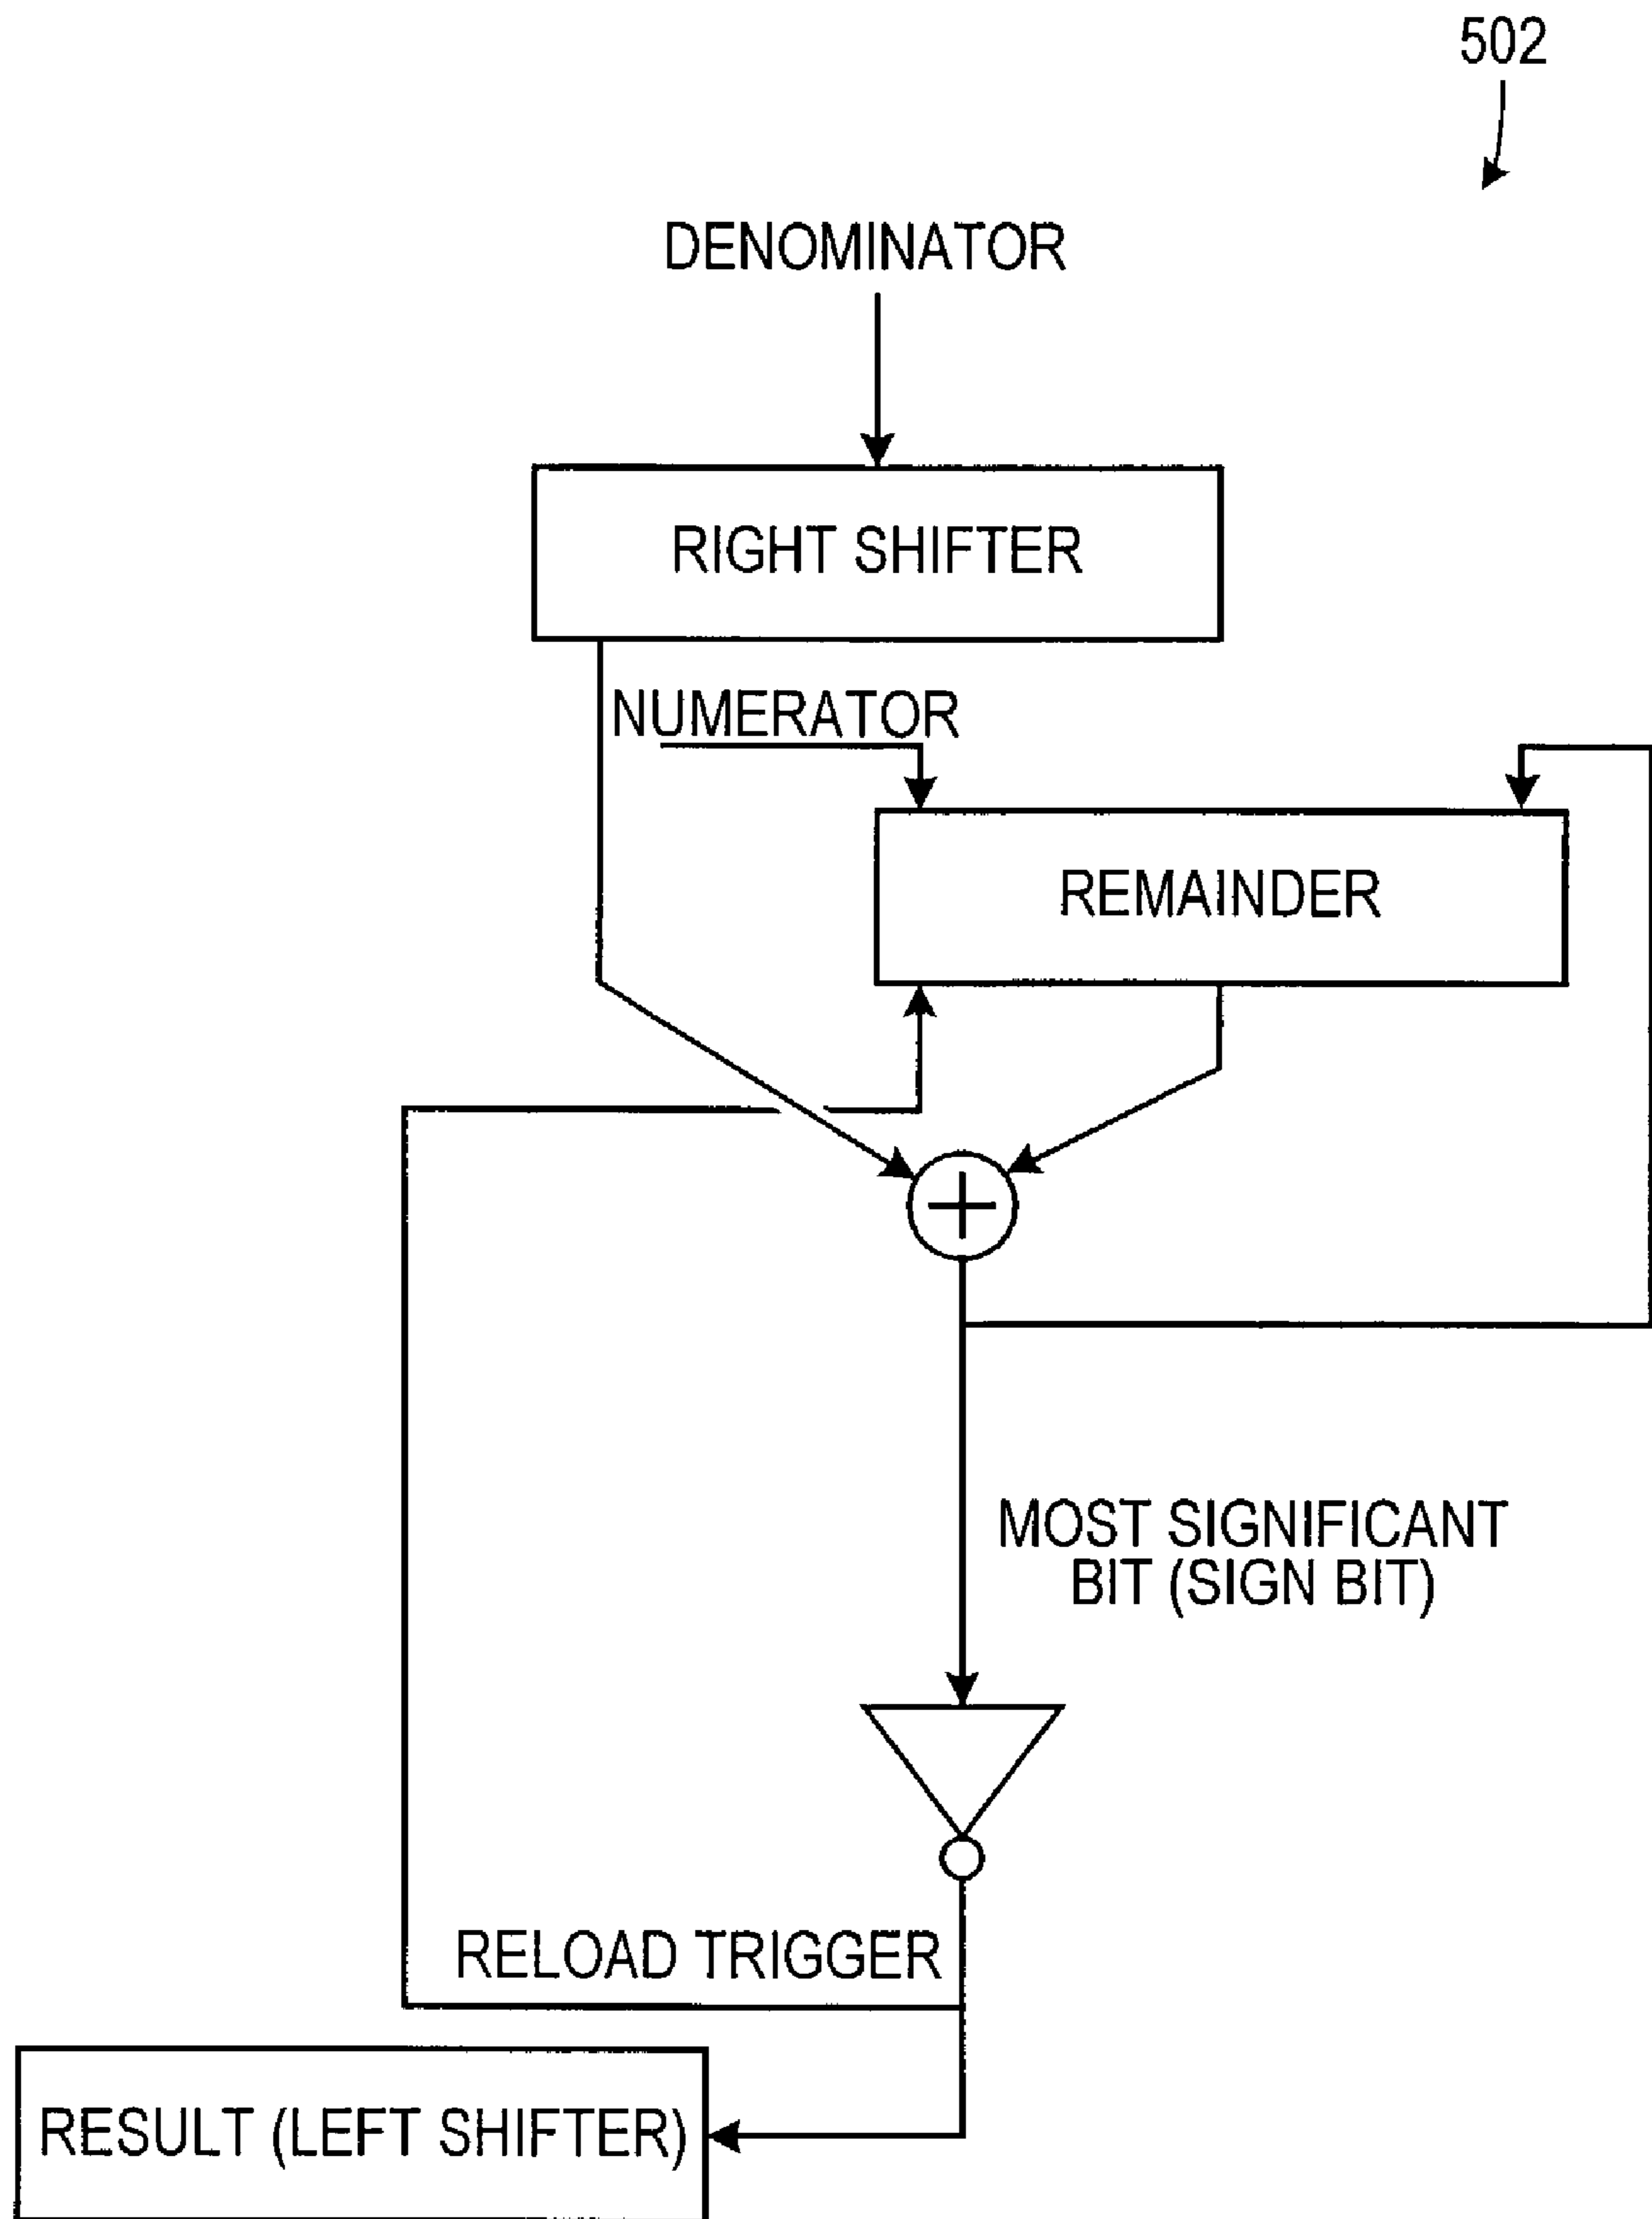 502
DENOMINATOR
RIGHT SHIFTER
NUMERATOR
REMAINDER
MOST SIGNIFICANT
BIT (SIGN BIT)
RELOAD TRIGGER
RESULT (LEFT SHIFTER)